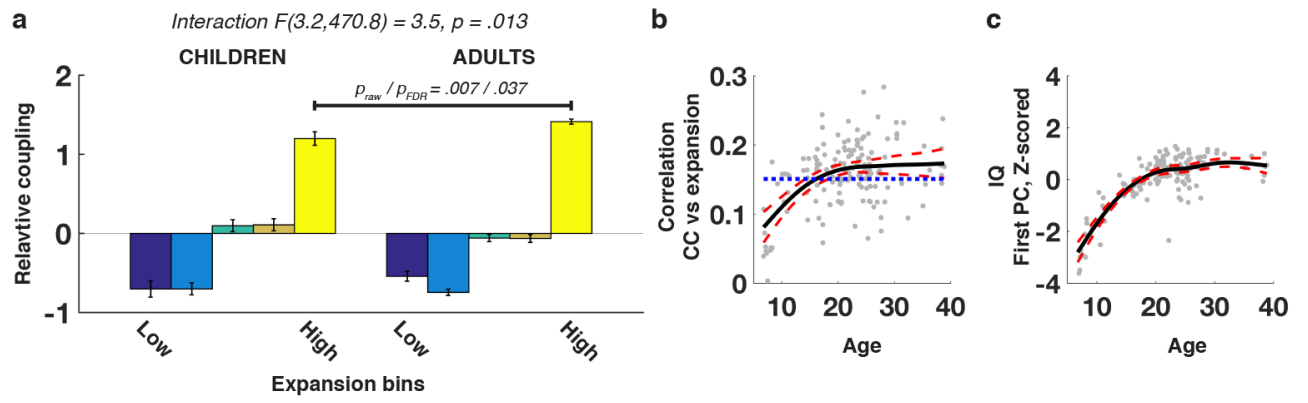 a
Interaction F(3.2,470.8) = 3.5, p = .013
CHILDREN
ADULTS
p_raw / p_FDR = .007 / .037
Relavtive coupling
2
1
0
-1
Low
High
Low
High
Expansion bins
b
Correlation
CC vs expansion
0.3
0.2
0.1
0
10 20 30 40
Age
c
IQ
First PC, Z-scored
4
2
0
-2
-4
10 20 30 40
Age